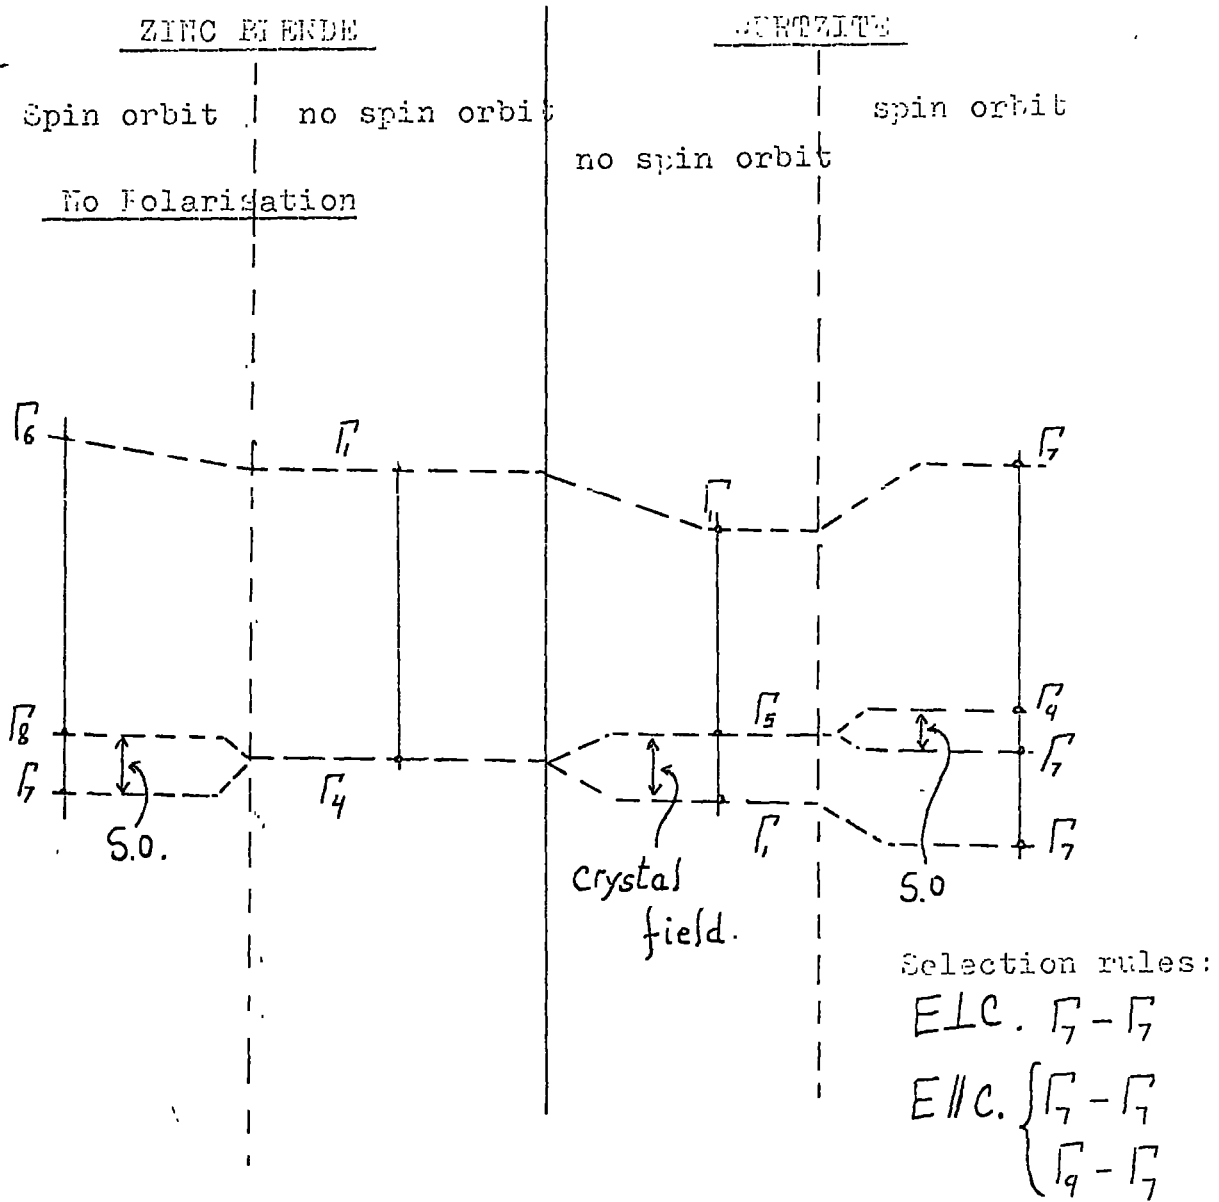 ZINC BLENDE
WURTZITE
Spin orbit
no spin orbit
no spin orbit
spin orbit
No Polarisation
Γ6
Γ1
Γ1
Γ7
Γ8
Γ7
Γ4
Γ5
Γ1
Γ9
Γ7
Γ7
S.O.
Crystal
field.
S.O
Selection rules:
E⊥C. Γ7 - Γ7
E∥C. { Γ7 - Γ7
Γ9 - Γ7